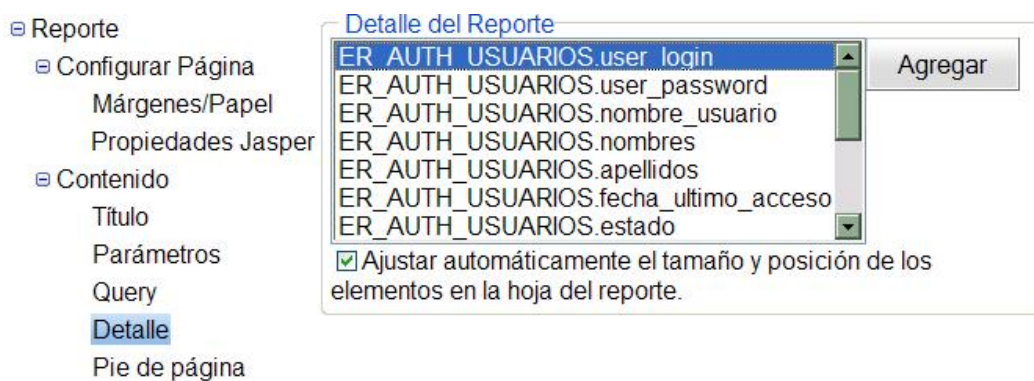 Reporte
Configurar Página
Márgenes/Papel
Propiedades Jasper
Contenido
Título
Parámetros
Query
Detalle
Pie de página
Detalle del Reporte
ER_AUTH_USUARIOS.user_login
ER_AUTH_USUARIOS.user_password
ER_AUTH_USUARIOS.nombre_usuario
ER_AUTH_USUARIOS.nombres
ER_AUTH_USUARIOS.apellidos
ER_AUTH_USUARIOS.fecha_ultimo_acceso
ER_AUTH_USUARIOS.estado
Agregar
Ajustar automáticamente el tamaño y posición de los
elementos en la hoja del reporte.